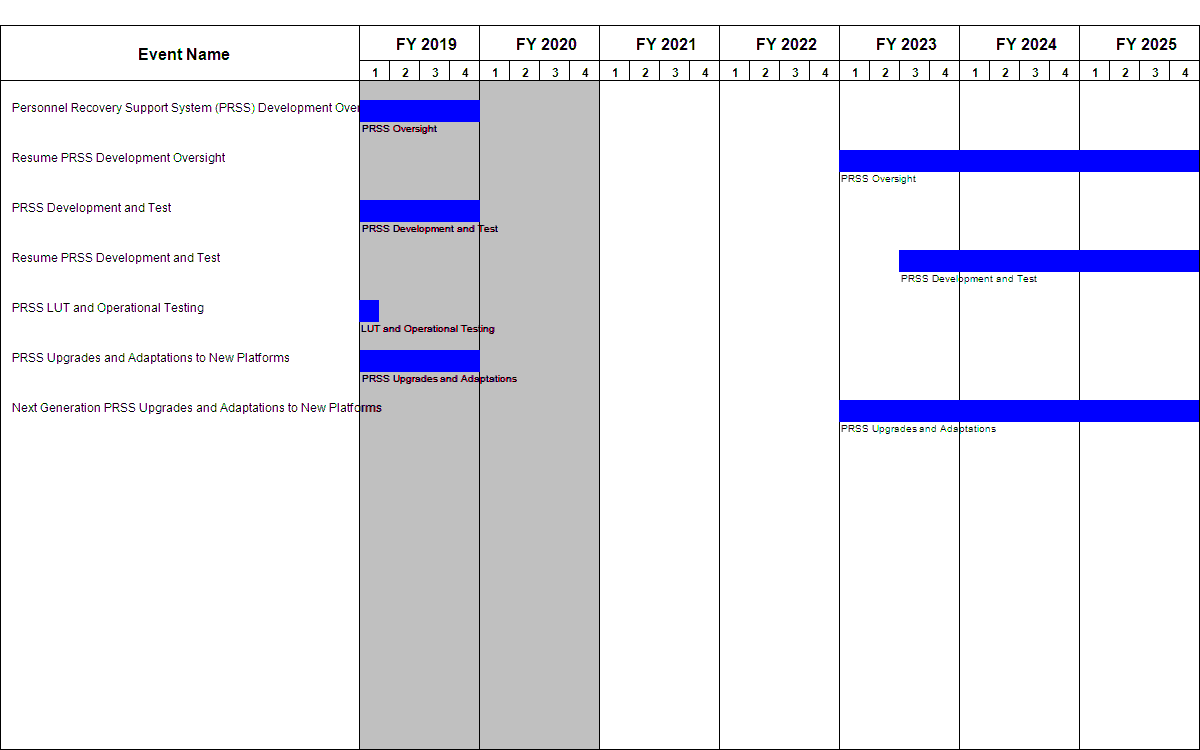 Event Name
FY 2019 FY 2020 FY 2021 FY 2022 FY 2023 FY 2024 FY 2025
1 2 3 4 1 2 3 4 1 2 3 4 1 2 3 4 1 2 3 4 1 2 3 4 1 2 3 4
Personnel Recovery Support System (PRSS) Development Over
PRSS Oversight
Resume PRSS Development Oversight
PRSS Oversight
PRSS Development and Test
PRSS Development and Test
Resume PRSS Development and Test
PRSS Development and Test
PRSS LUT and Operational Testing
LUT and Operational Testing
PRSS Upgrades and Adaptations to New Platforms
PRSS Upgrades and Adaptations
Next Generation PRSS Upgrades and Adaptations to New Platforms
PRSS Upgrades and Adaptations